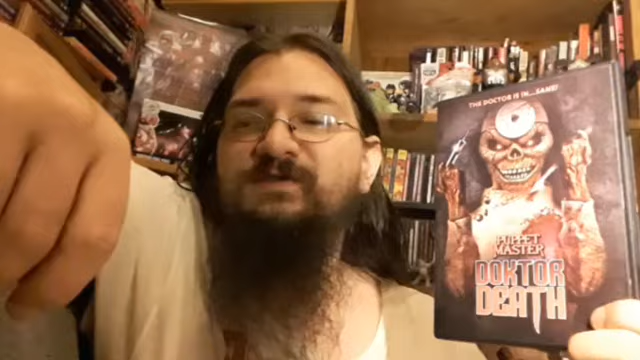 THE DOCTOR IS IN...SANE!
PUPPET
MASTER
DOKTOR
DEATH